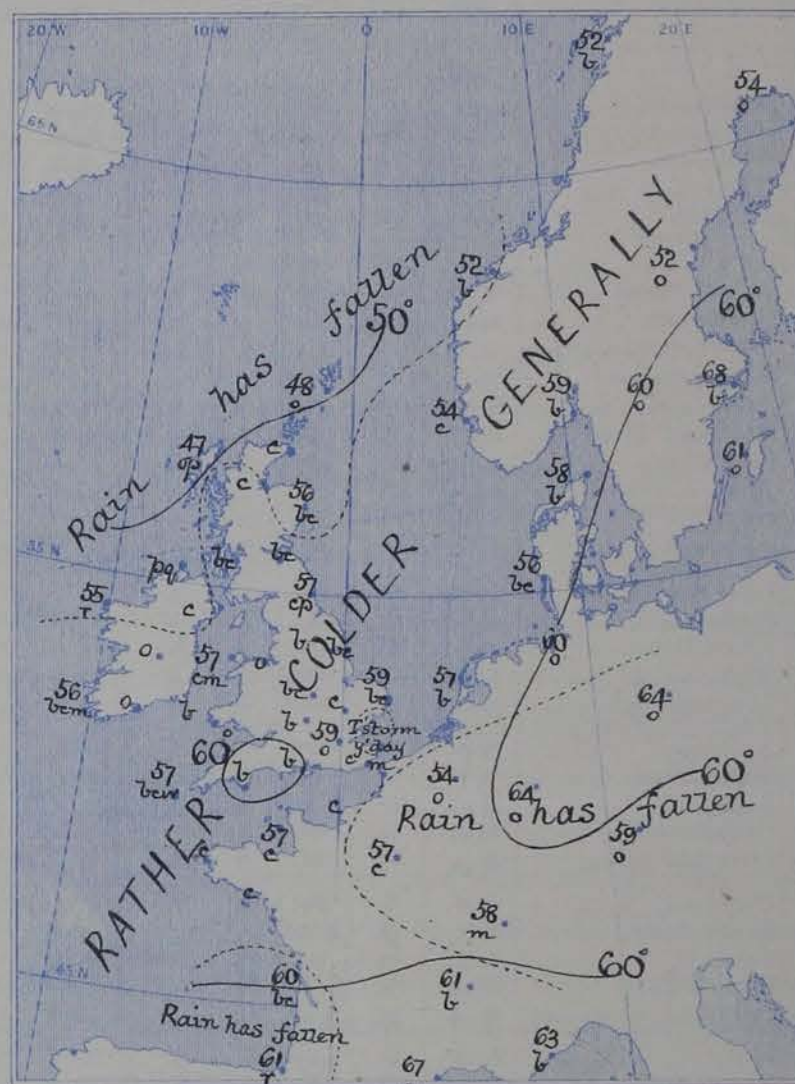 20 W 10 W 0 10 E 20 E
52
b
54
o
65 N
52
b
52
o
60°
GENERALLY
Rain has fallen
50°
48
o
54
c
59
b
60
o
68
b
47
c
61
o
58
b
c
56
bc
pq
bc
bc
56
bc
55 N
55
r
c
57
cp
COLDER
o
57
cm
o
b
bc
60
o
56
bcm
o
b
bc
c
59
bc
57
b
64
o
b
59
o
T storm
y'day
c
m
60°
b
b
57
bcm
54
o
64
o
60°
RATHER
c
57
c
c
Rain has fallen
57
c
59
o
c
58
m
45 N
60
bc
61
b
60°
Rain has fallen
61
r
67
63
b